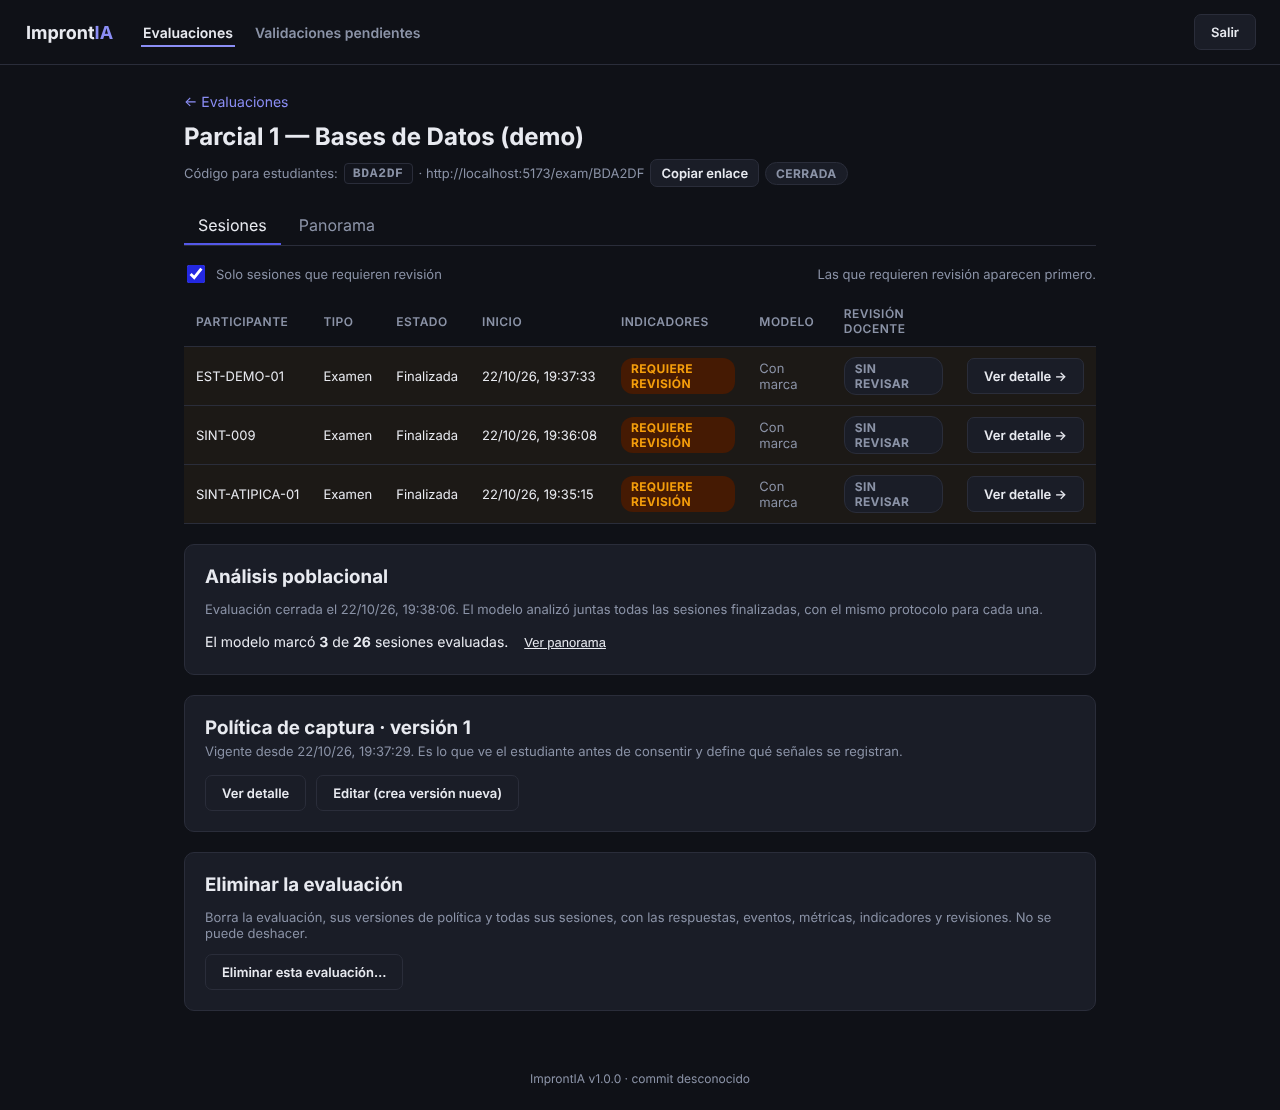 ImprontIA
Evaluaciones
Validaciones pendientes
Salir
← Evaluaciones
Parcial 1 — Bases de Datos (demo)
Código para estudiantes: BDA2DF · http://localhost:5173/exam/BDA2DF Copiar enlace CERRADA
Sesiones
Panorama
Solo sesiones que requieren revisión
Las que requieren revisión aparecen primero.
PARTICIPANTE TIPO ESTADO INICIO INDICADORES MODELO REVISIÓN DOCENTE
EST-DEMO-01 Examen Finalizada 22/10/26, 19:37:33 REQUIERE REVISIÓN Con marca SIN REVISAR Ver detalle →
SINT-009 Examen Finalizada 22/10/26, 19:36:08 REQUIERE REVISIÓN Con marca SIN REVISAR Ver detalle →
SINT-ATIPICA-01 Examen Finalizada 22/10/26, 19:35:15 REQUIERE REVISIÓN Con marca SIN REVISAR Ver detalle →
Análisis poblacional
Evaluación cerrada el 22/10/26, 19:38:06. El modelo analizó juntas todas las sesiones finalizadas, con el mismo protocolo para cada una.
El modelo marcó 3 de 26 sesiones evaluadas. Ver panorama
Política de captura · versión 1
Vigente desde 22/10/26, 19:37:29. Es lo que ve el estudiante antes de consentir y define qué señales se registran.
Ver detalle
Editar (crea versión nueva)
Eliminar la evaluación
Borra la evaluación, sus versiones de política y todas sus sesiones, con las respuestas, eventos, métricas, indicadores y revisiones. No se
puede deshacer.
Eliminar esta evaluación...
ImprontIA v1.0.0 · commit desconocido